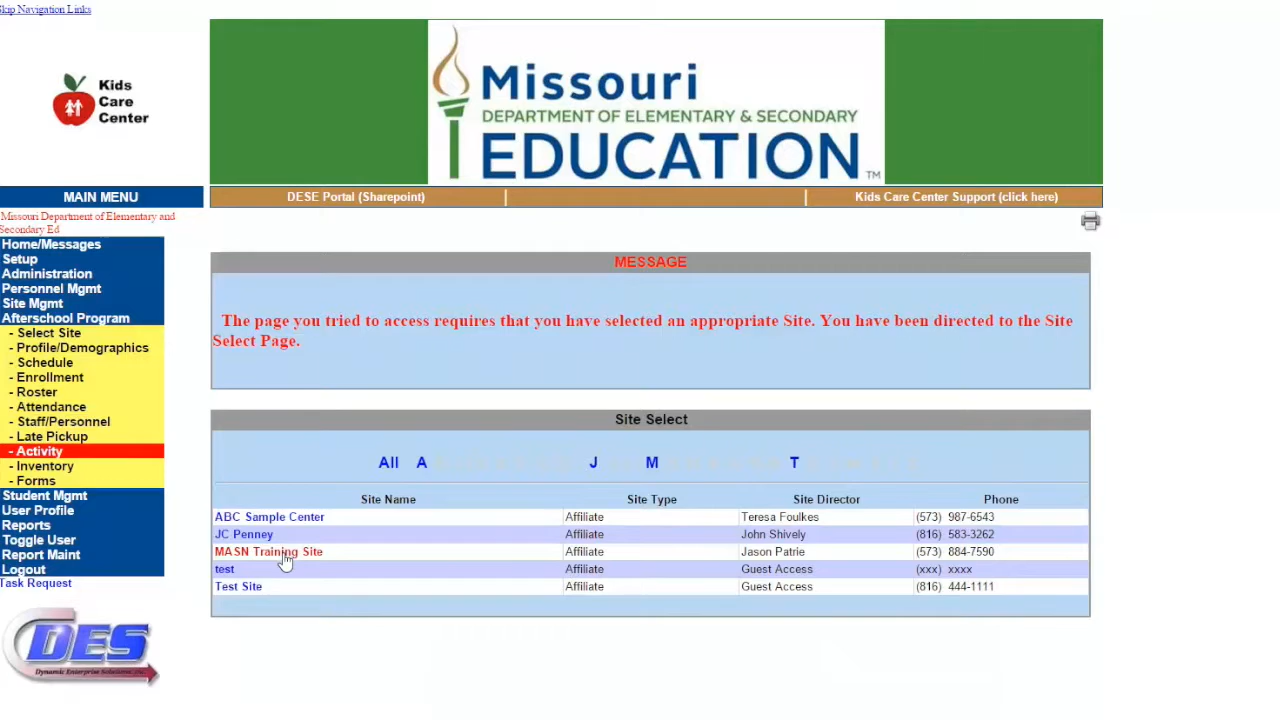 Skip Navigation Links
Kids
Care
Center
Missouri
DEPARTMENT OF ELEMENTARY & SECONDARY
EDUCATION TM
MAIN MENU
DESE Portal (Sharepoint)
Kids Care Center Support (click here)
Missouri Department of Elementary and
Secondary Ed
Home/Messages
Setup
Administration
Personnel Mgmt
Site Mgmt
Afterschool Program
- Select Site
- Profile/Demographics
- Schedule
- Enrollment
- Roster
- Attendance
- Staff/Personnel
- Late Pickup
- Activity
- Inventory
- Forms
Student Mgmt
User Profile
Reports
Toggle User
Report Maint
Logout
Task Request
DES
Dynamic Enterprise Solutions, Inc.
MESSAGE
The page you tried to access requires that you have selected an appropriate Site. You have been directed to the Site
Select Page.
Site Select
All A J M T
Site Name Site Type Site Director Phone
ABC Sample Center Affiliate Teresa Foulkes (573) 987-6543
JC Penney Affiliate John Shively (816) 583-3262
MASN Training Site Affiliate Jason Patrie (573) 884-7590
test Affiliate Guest Access (xxx) xxxx
Test Site Affiliate Guest Access (816) 444-1111